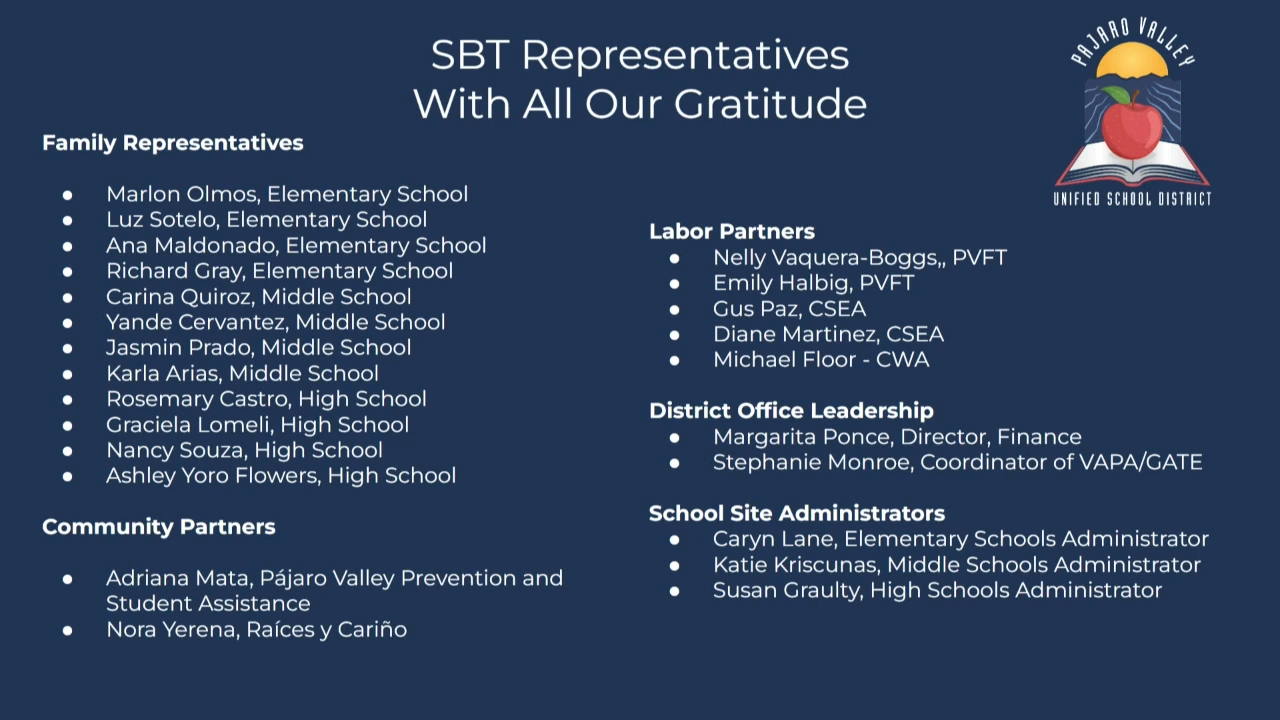 SBT Representatives
With All Our Gratitude
PAJARO VALLEY
UNIFIED SCHOOL DISTRICT
Family Representatives
● Marlon Olmos, Elementary School
● Luz Sotelo, Elementary School
● Ana Maldonado, Elementary School
● Richard Gray, Elementary School
● Carina Quiroz, Middle School
● Yande Cervantez, Middle School
● Jasmin Prado, Middle School
● Karla Arias, Middle School
● Rosemary Castro, High School
● Graciela Lomeli, High School
● Nancy Souza, High School
● Ashley Yoro Flowers, High School
Community Partners
● Adriana Mata, Pájaro Valley Prevention and
Student Assistance
● Nora Yerena, Raíces y Cariño
Labor Partners
● Nelly Vaquera-Boggs,, PVFT
● Emily Halbig, PVFT
● Gus Paz, CSEA
● Diane Martinez, CSEA
● Michael Floor - CWA
District Office Leadership
● Margarita Ponce, Director, Finance
● Stephanie Monroe, Coordinator of VAPA/GATE
School Site Administrators
● Caryn Lane, Elementary Schools Administrator
● Katie Kriscunas, Middle Schools Administrator
● Susan Graulty, High Schools Administrator